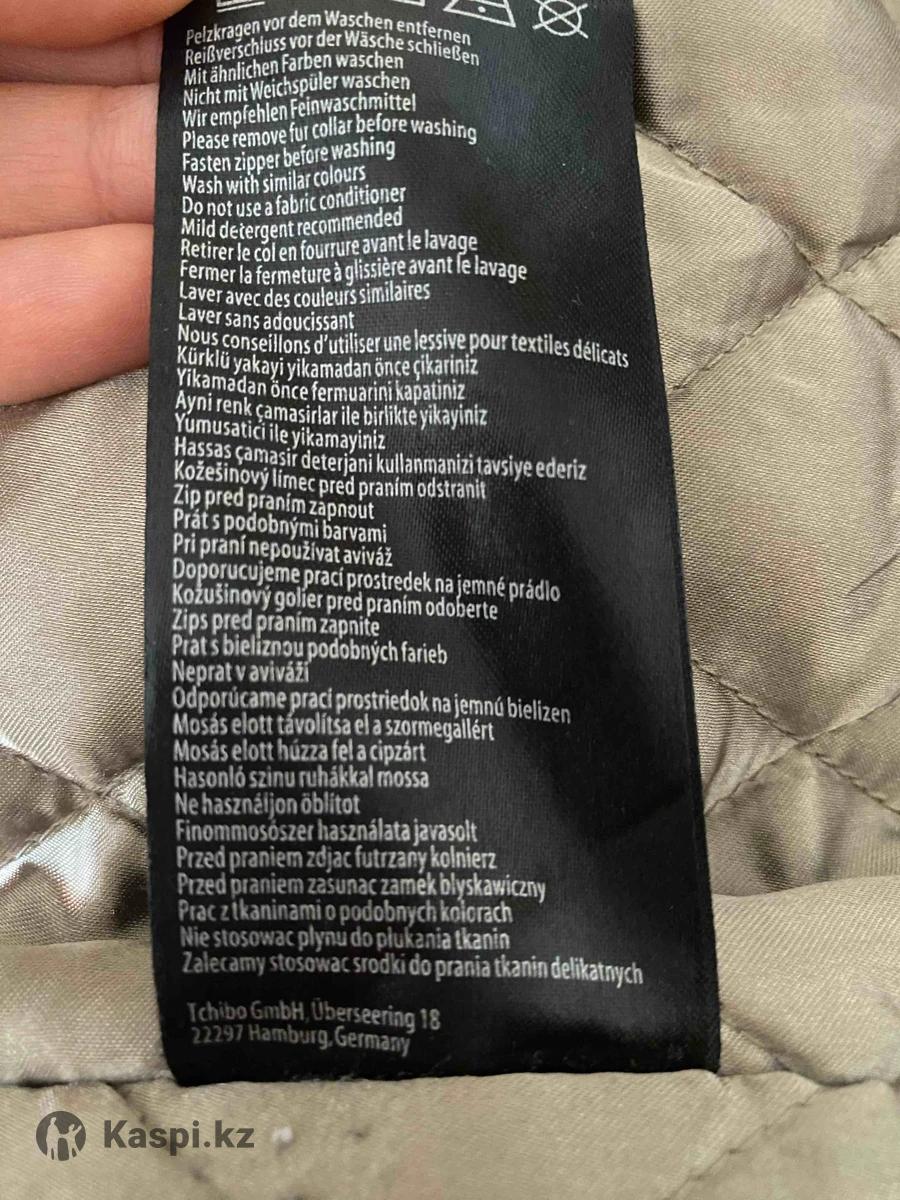 Pelzkragen vor dem Waschen entfernen
Reißverschluss vor der Wäsche schließen
Mit ähnlichen Farben waschen
Nicht mit Weichspüler waschen
Wir empfehlen Feinwaschmittel
Please remove fur collar before washing
Fasten zipper before washing
Wash with similar colours
Do not use a fabric conditioner
Mild detergent recommended
Retirer le col en fourrure avant le lavage
Fermer la fermeture à glissière avant le lavage
Laver avec des couleurs similaires
Laver sans adoucissant
Nous conseillons d'utiliser une lessive pour textiles délicats
Kürklü yakayi yikamadan önce çikariniz
Yikamadan önce fermuarini kapatiniz
Ayni renk çamasirlar ile birlikte yikayiniz
Yumusatici ile yikamayiniz
Hassas çamasir deterjani kullanmanizi tavsiye ederiz
Kožešinový límec pred praním odstranit
Zip pred praním zapnout
Prát s podobnými barvami
Pri praní nepoužívat aviváž
Doporucujeme prací prostredek na jemné prádlo
Kožušinový golier pred praním odoberte
Zips pred praním zapnite
Prat s bieliznou podobných farieb
Neprat v aviváži
Odporúcame prací prostriedok na jemnú bielizen
Mosás elott távolítsa el a szormegallért
Mosás elott húzza fel a cipzárt
Hasonló szinu ruhákkal mossa
Ne használjon öblítot
Finommosószer használata javasolt
Przed praniem zdjac futrzany kolnierz
Przed praniem zasunac zamek blyskawiczny
Prac z tkaninami o podobnych kolorach
Nie stosowac plynu do plukania tkanin
Zalecamy stosowac srodki do prania tkanin delikatnych
Tchibo GmbH, Überseering 18
22297 Hamburg, Germany
Kaspi.kz